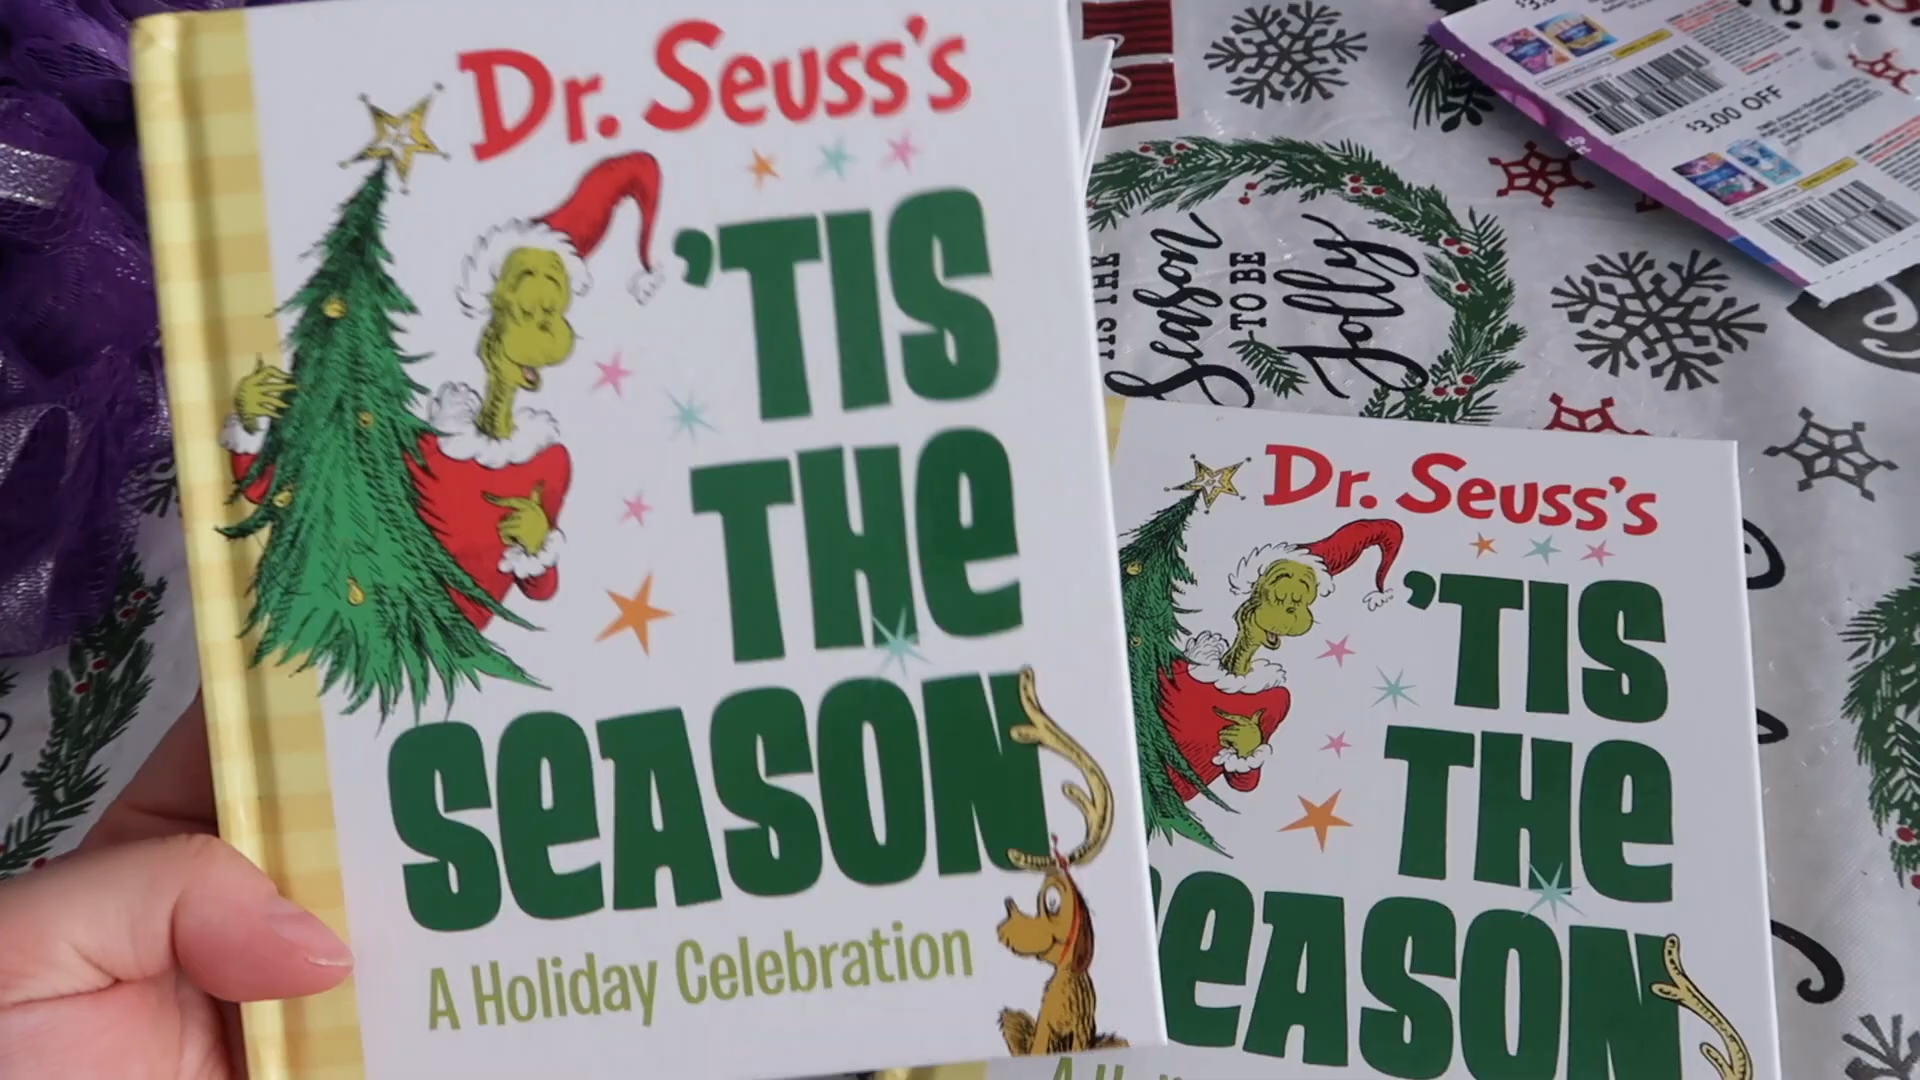 Dr. Seuss's
'TIS
THE
SEASON
A Holiday Celebration
Dr. Seuss's
'TIS
THE
SEASON
'TIS THE
Season
TO BE
Jolly
$3.00 OFF